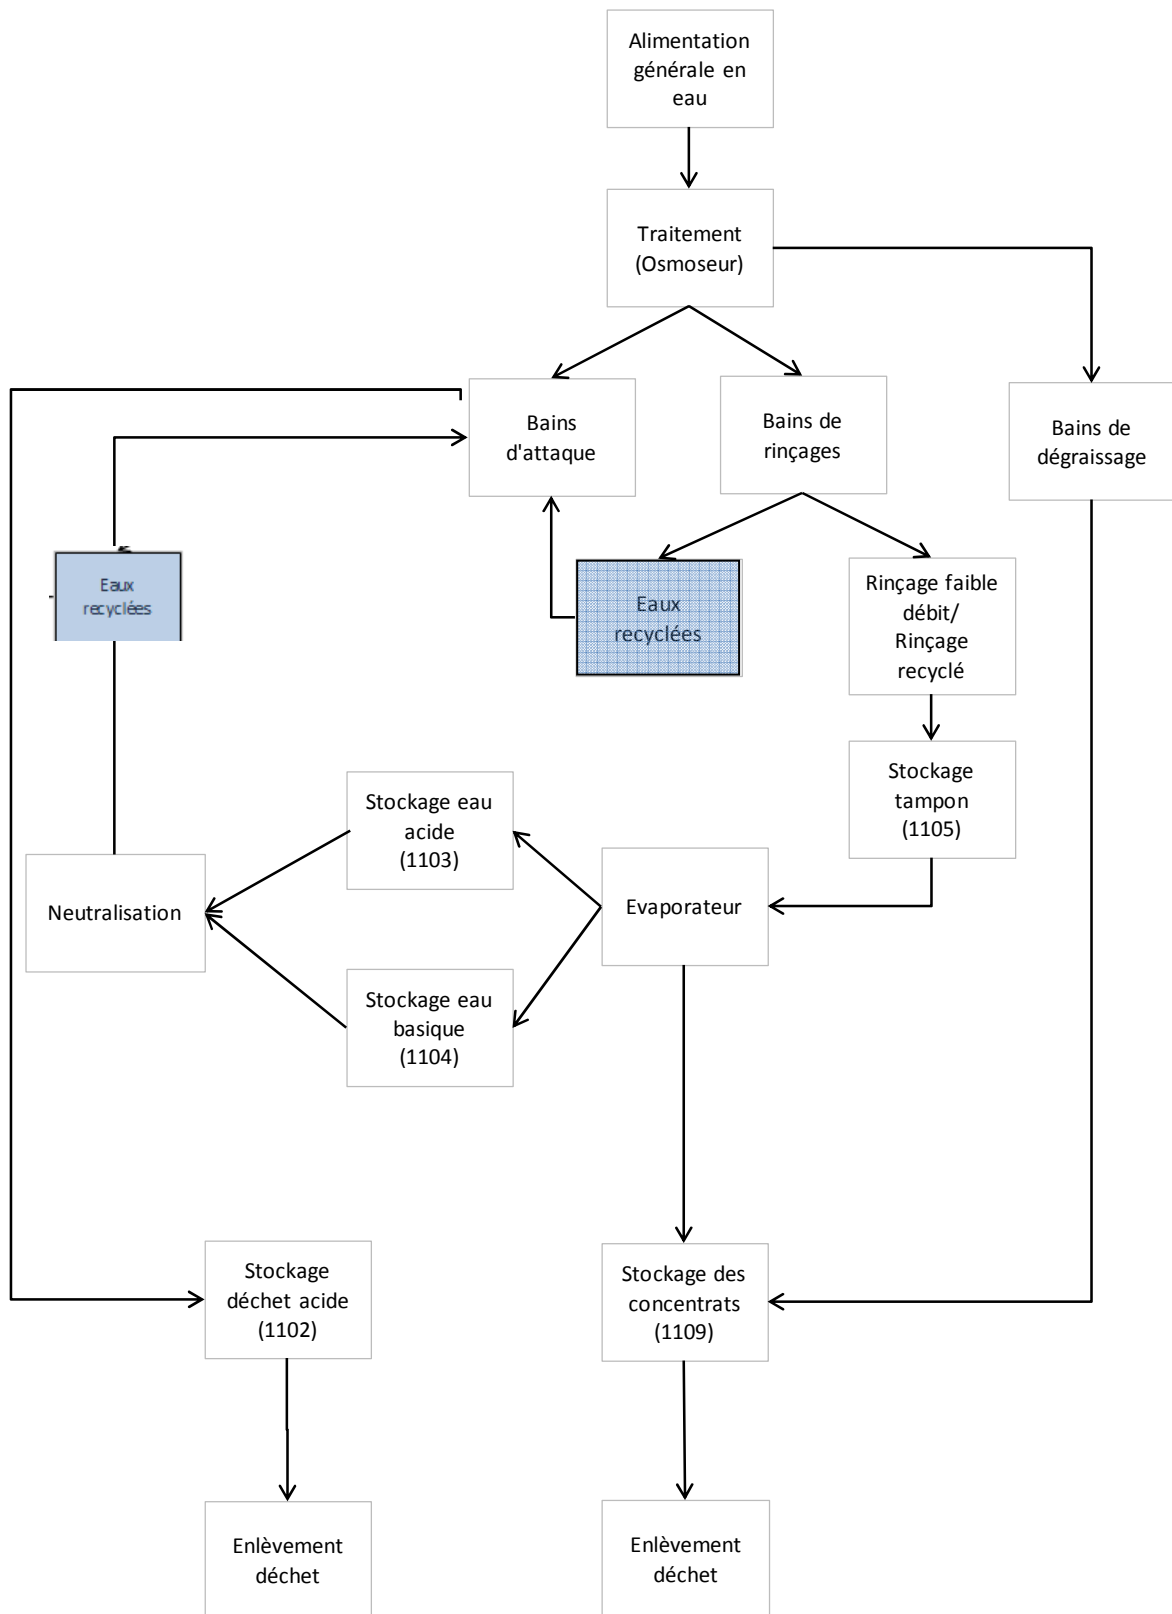 Alimentation
générale en
eau
Traitement
(Osmoseur)
Bains
d'attaque
Bains de
rinçages
Bains de
dégraissage
Eaux
recyclées
Eaux
recyclées
Rinçage faible
débit/
Rinçage
recyclé
Stockage
tampon
(1105)
Stockage eau
acide
(1103)
Neutralisation
Evaporateur
Stockage eau
basique
(1104)
Stockage
déchet acide
(1102)
Stockage des
concentrats
(1109)
Enlèvement
déchet
Enlèvement
déchet